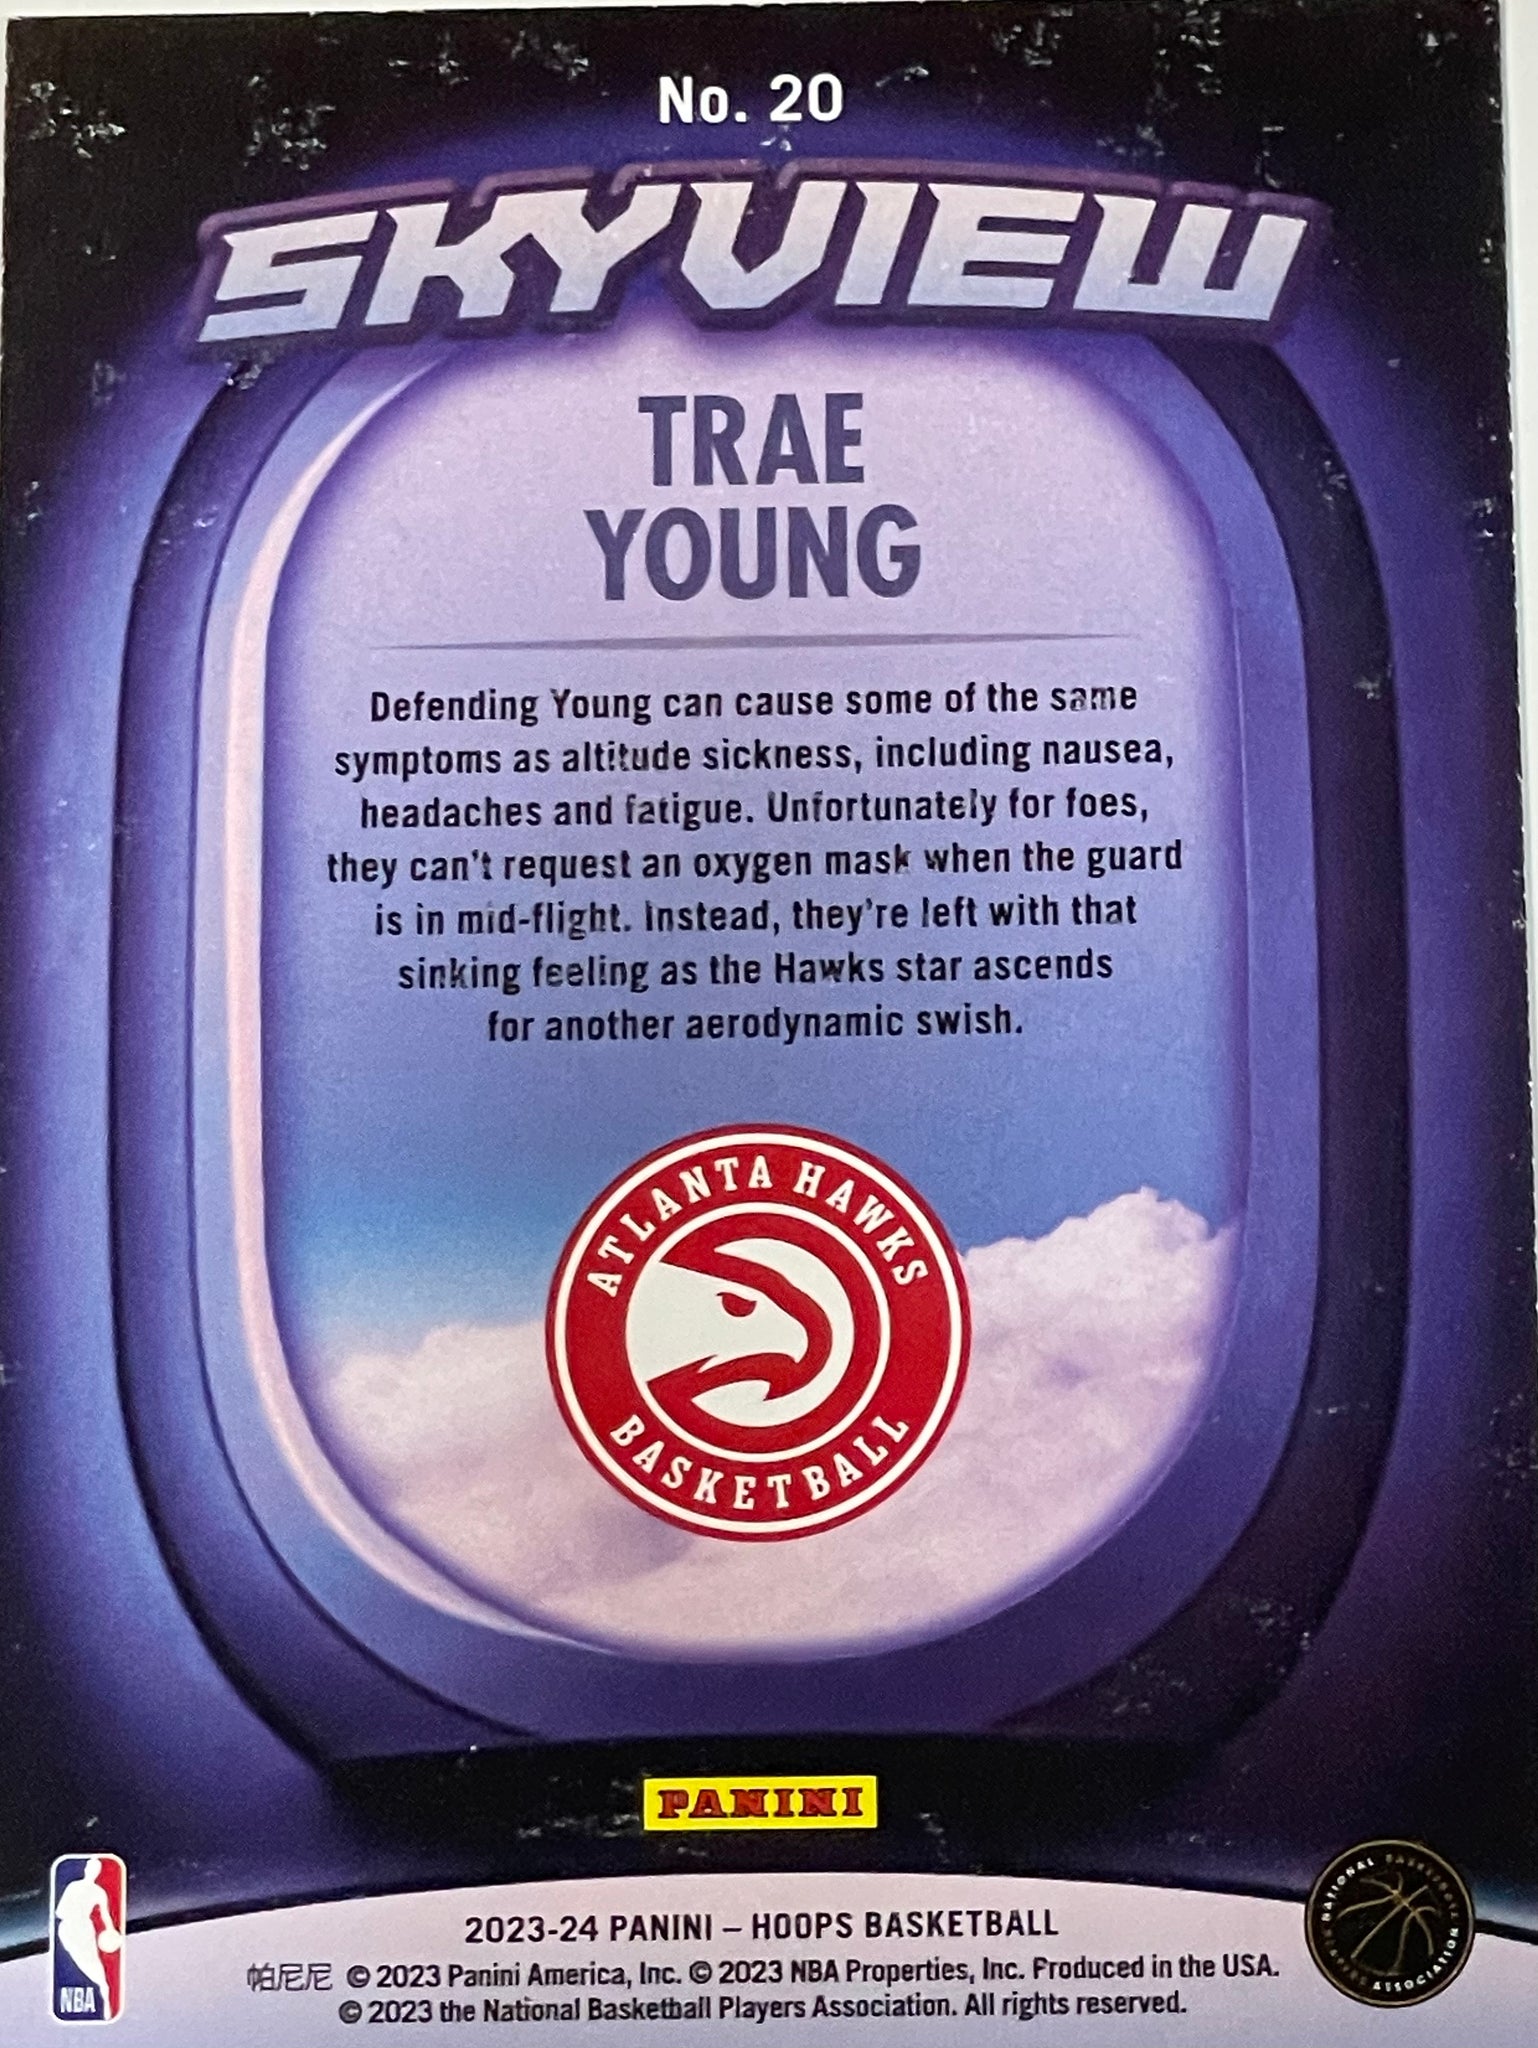 No. 20
SKYVIEW
TRAE
YOUNG
Defending Young can cause some of the same
symptoms as altitude sickness, including nausea,
headaches and fatigue. Unfortunately for foes,
they can't request an oxygen mask when the guard
is in mid-flight. Instead, they're left with that
sinking feeling as the Hawks star ascends
for another aerodynamic swish.
ATLANTA HAWKS
BASKETBALL
PANINI
NBA
NATIONAL BASKETBALL
PLAYERS ASSOCIATION
2023-24 PANINI – HOOPS BASKETBALL
帕尼尼 © 2023 Panini America, Inc. © 2023 NBA Properties, Inc. Produced in the USA.
© 2023 the National Basketball Players Association. All rights reserved.